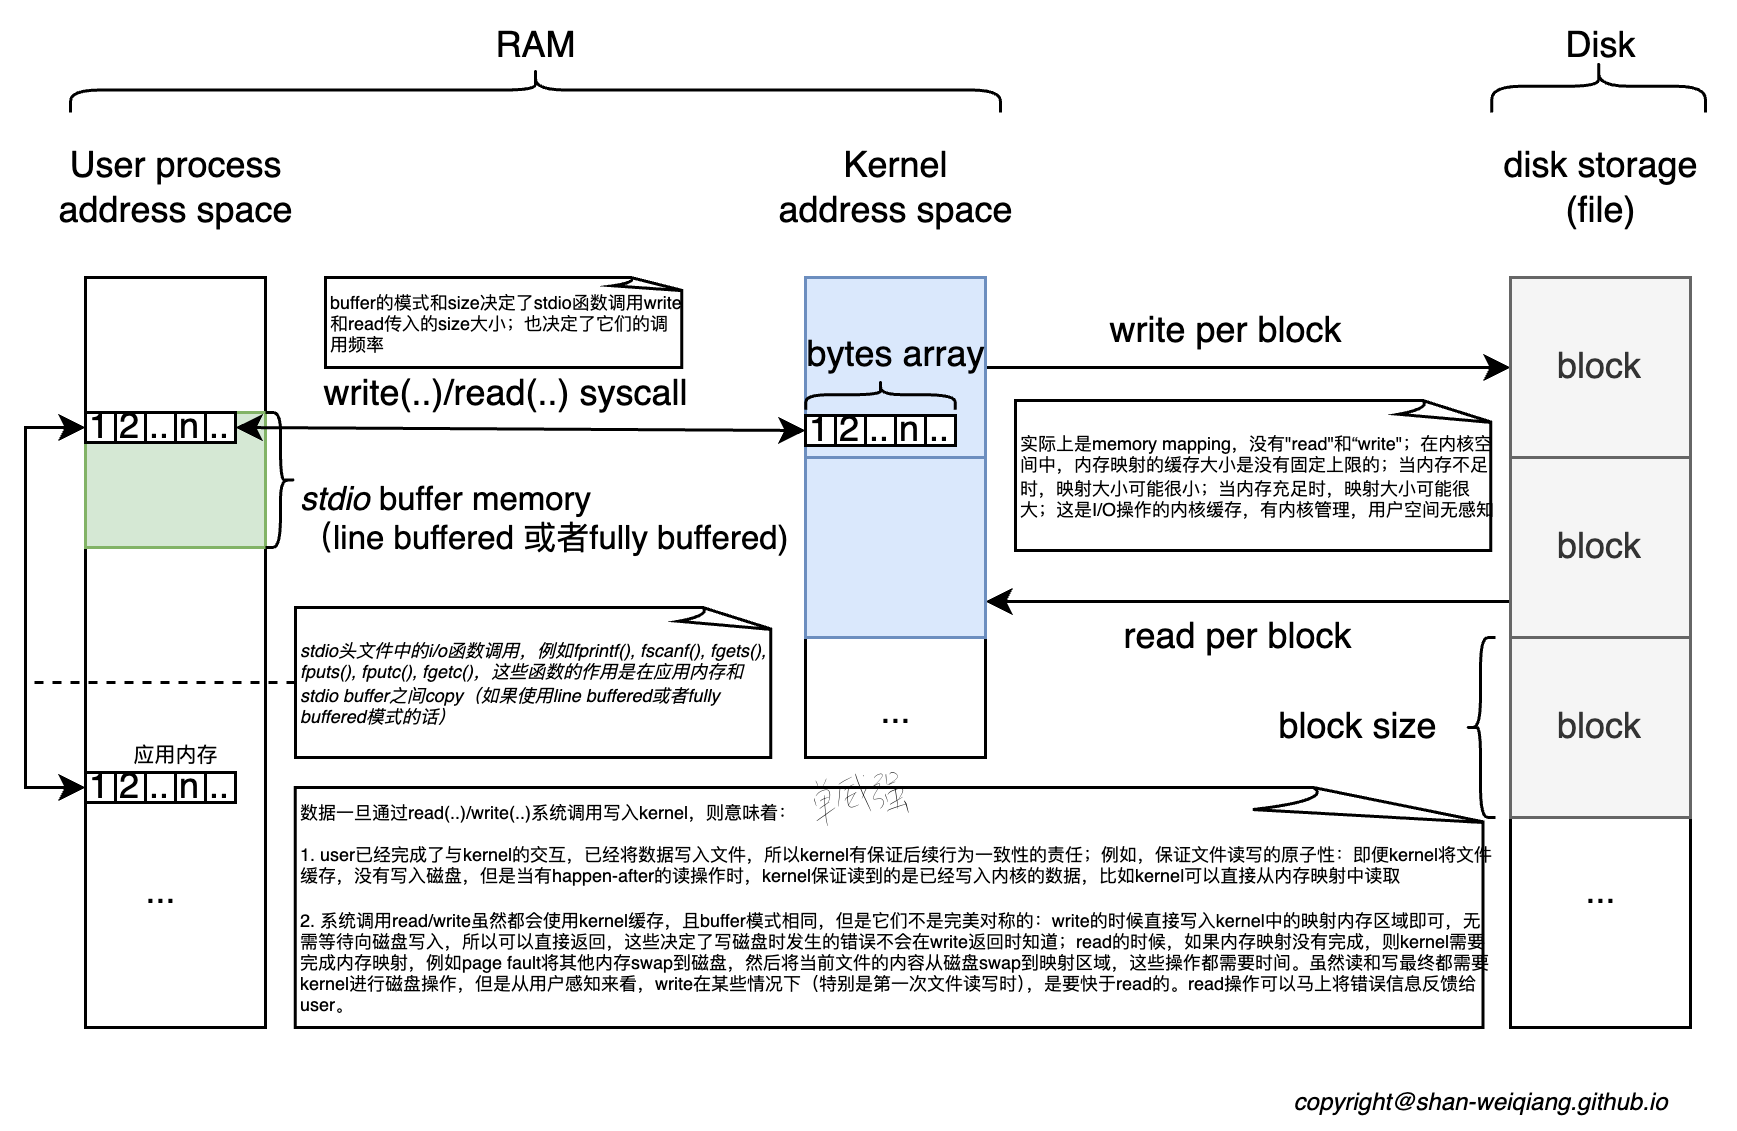 RAM
Disk
User process
address space
Kernel
address space
disk storage
(file)
buffer的模式和size决定了stdio函数调用write
和read传入的size大小；也决定了它们的调
用频率
write(..)/read(..) syscall
bytes array
write per block
block
1 2 .. n ..
1 2 .. n ..
实际上是memory mapping，没有"read"和“write"；在内核空
间中，内存映射的缓存大小是没有固定上限的；当内存不足
时，映射大小可能很小；当内存充足时，映射大小可能很
大；这是I/O操作的内核缓存，有内核管理，用户空间无感知
stdio buffer memory
（line buffered 或者fully buffered)
block
read per block
stdio头文件中的i/o函数调用，例如fprintf(), fscanf(), fgets(),
fputs(), fputc(), fgetc()，这些函数的作用是在应用内存和
stdio buffer之间copy（如果使用line buffered或者fully
buffered模式的话）
...
block size
block
应用内存
1 2 .. n ..
单威强
数据一旦通过read(..)/write(..)系统调用写入kernel，则意味着：
1. user已经完成了与kernel的交互，已经将数据写入文件，所以kernel有保证后续行为一致性的责任；例如，保证文件读写的原子性：即便kernel将文件
缓存，没有写入磁盘，但是当有happen-after的读操作时，kernel保证读到的是已经写入内核的数据，比如kernel可以直接从内存映射中读取
2. 系统调用read/write虽然都会使用kernel缓存，且buffer模式相同，但是它们不是完美对称的：write的时候直接写入kernel中的映射内存区域即可，无
需等待向磁盘写入，所以可以直接返回，这些决定了写磁盘时发生的错误不会在write返回时知道；read的时候，如果内存映射没有完成，则kernel需要
完成内存映射，例如page fault将其他内存swap到磁盘，然后将当前文件的内容从磁盘swap到映射区域，这些操作都需要时间。虽然读和写最终都需要
kernel进行磁盘操作，但是从用户感知来看，write在某些情况下（特别是第一次文件读写时），是要快于read的。read操作可以马上将错误信息反馈给
user。
...
...
copyright@shan-weiqiang.github.io